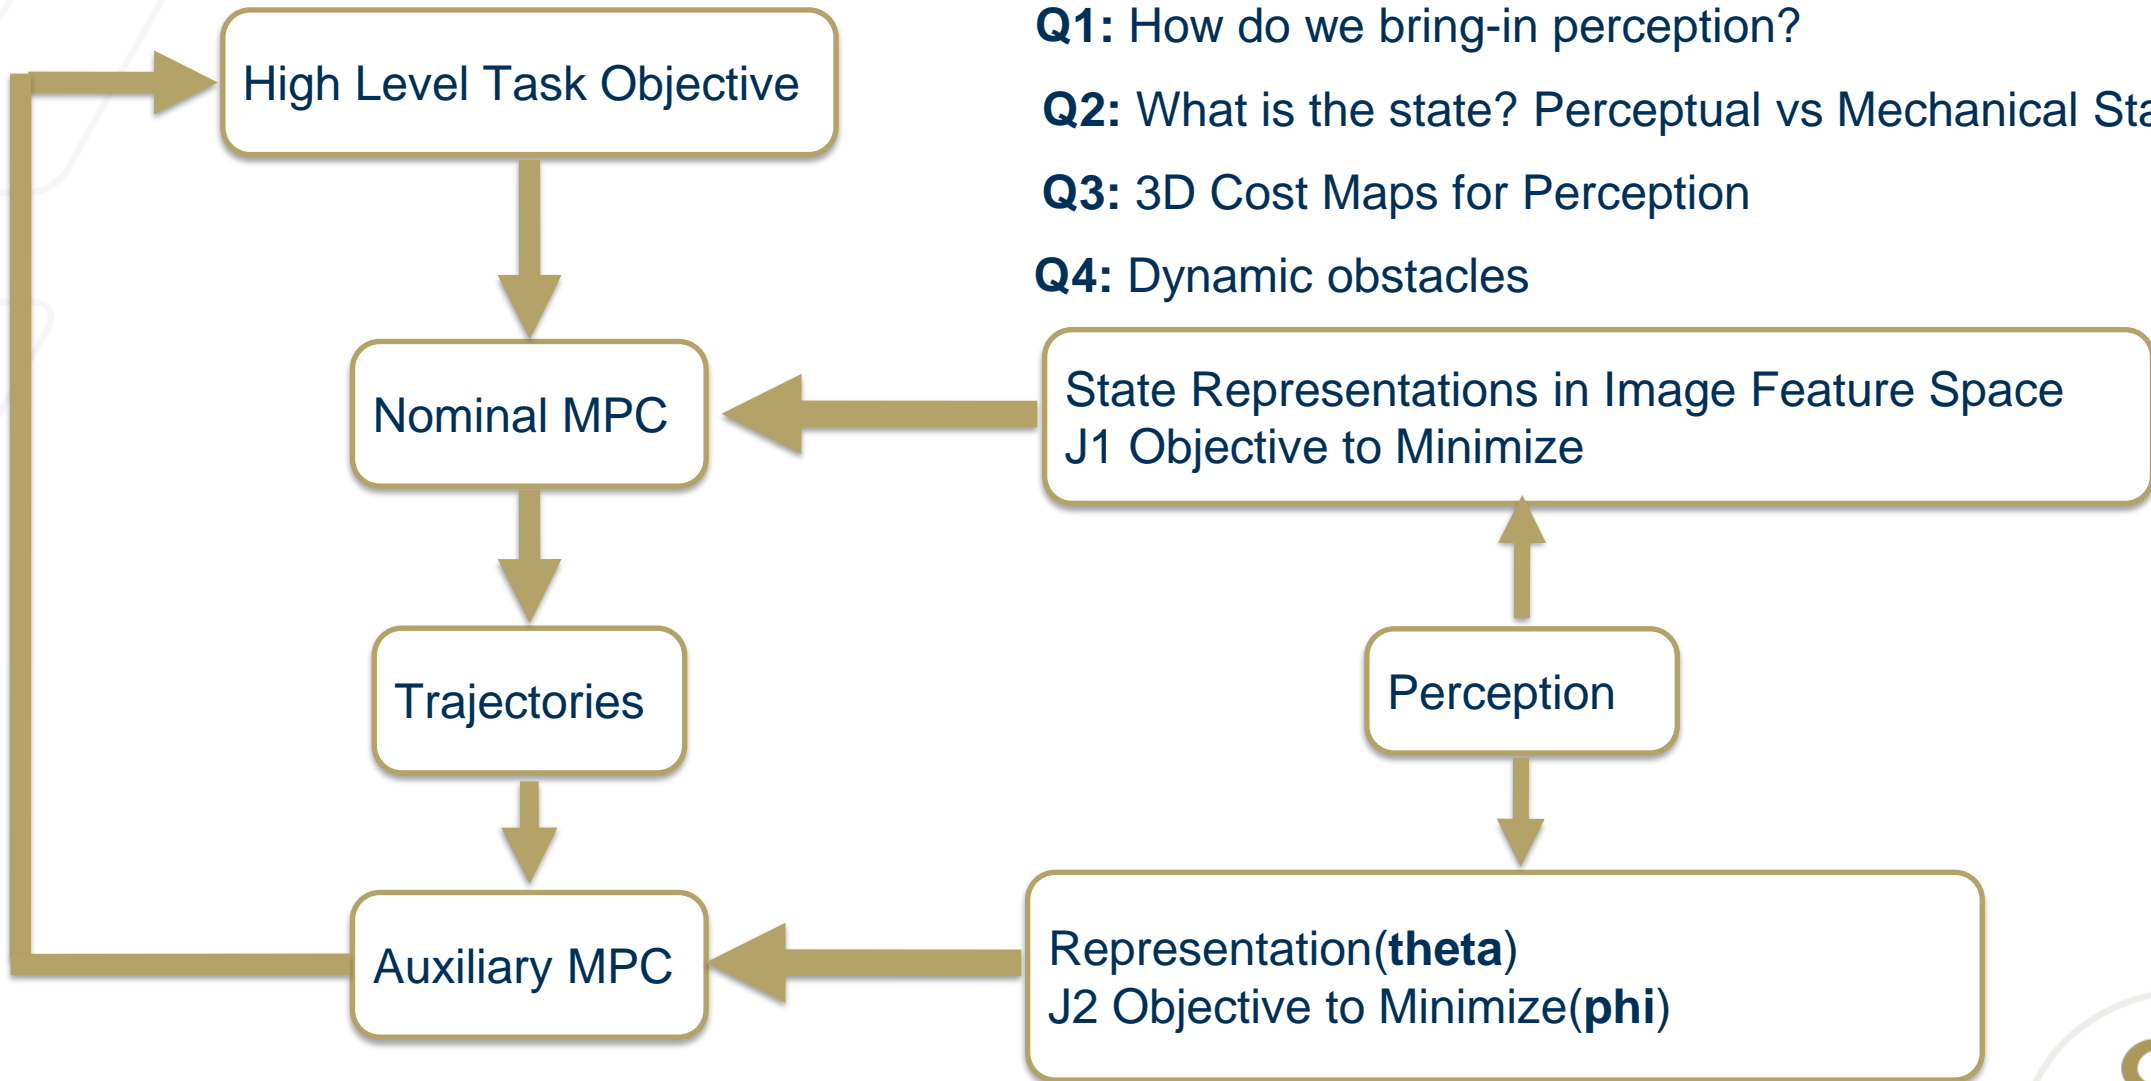 Q1: How do we bring-in perception?
High Level Task Objective
Q2: What is the state? Perceptual vs Mechanical
Q3: 3D Cost Maps for Perception
Q4: Dynamic obstacles
Nominal MPC
State Representations in Image Feature Space
J1 Objective to Minimize
Trajectories
Perception
Auxiliary MPC
Representation(theta)
J2 Objective to Minimize(phi)